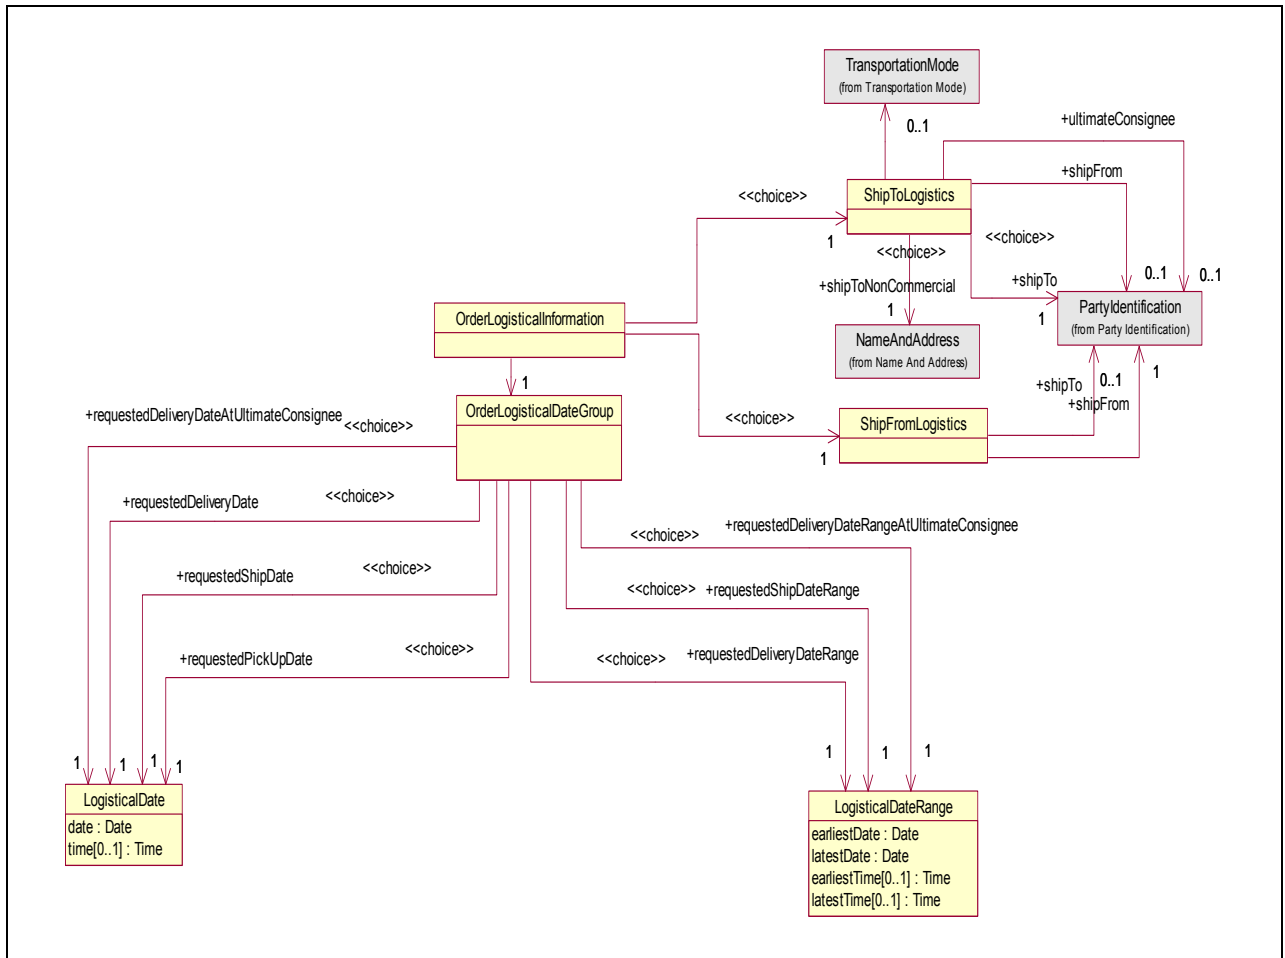 TransportationMode
(from Transportation Mode)
0..1
+ultimateConsignee
+shipFrom
<<choice>>
ShipToLogistics
1
<<choice>>
<<choice>>
+shipToNonCommercial
+shipTo
0..1
0..1
1
1
PartyIdentification
(from Party Identification)
OrderLogisticalInformation
NameAndAddress
(from Name And Address)
1
+shipTo
0..1
1
+shipFrom
OrderLogisticalDateGroup
<<choice>>
ShipFromLogistics
1
+requestedDeliveryDateAtUltimateConsignee
<<choice>>
+requestedDeliveryDate
<<choice>>
+requestedDeliveryDateRangeAtUltimateConsignee
<<choice>>
+requestedShipDate
<<choice>>
<<choice>>
+requestedShipDateRange
+requestedPickUpDate
<<choice>>
<<choice>>
+requestedDeliveryDateRange
1
1
1
1
1
1
1
LogisticalDate
date : Date
time[0..1] : Time
LogisticalDateRange
earliestDate : Date
latestDate : Date
earliestTime[0..1] : Time
latestTime[0..1] : Time